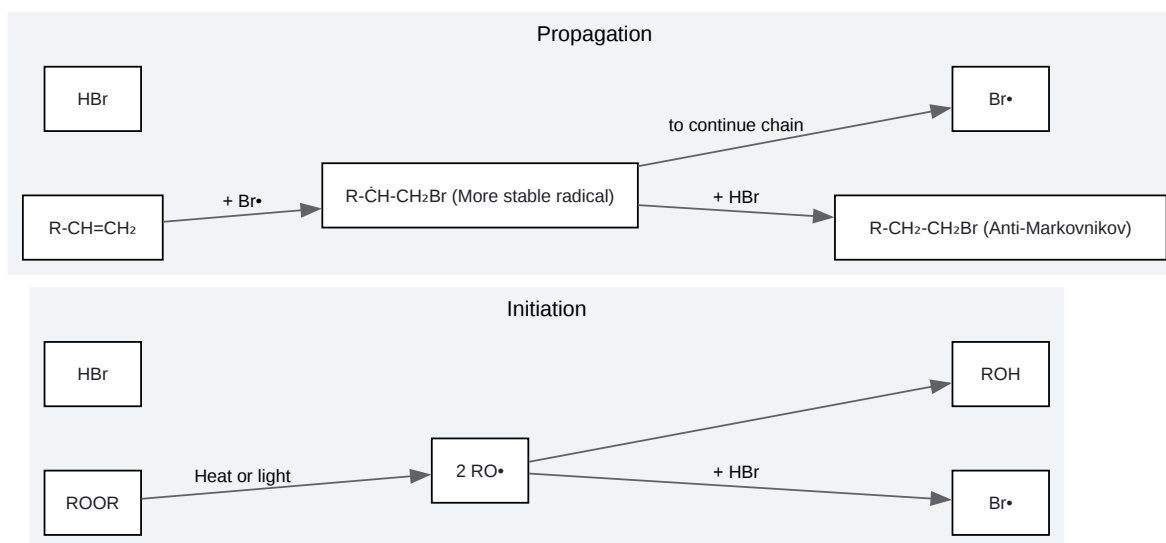 Propagation
HBr
Br•
to continue chain
R-ĊH-CH₂Br (More stable radical)
+ Br•
+ HBr
R-CH=CH₂
R-CH₂-CH₂Br (Anti-Markovnikov)
Initiation
HBr
ROH
2 RO•
Heat or light
+ HBr
ROOR
Br•